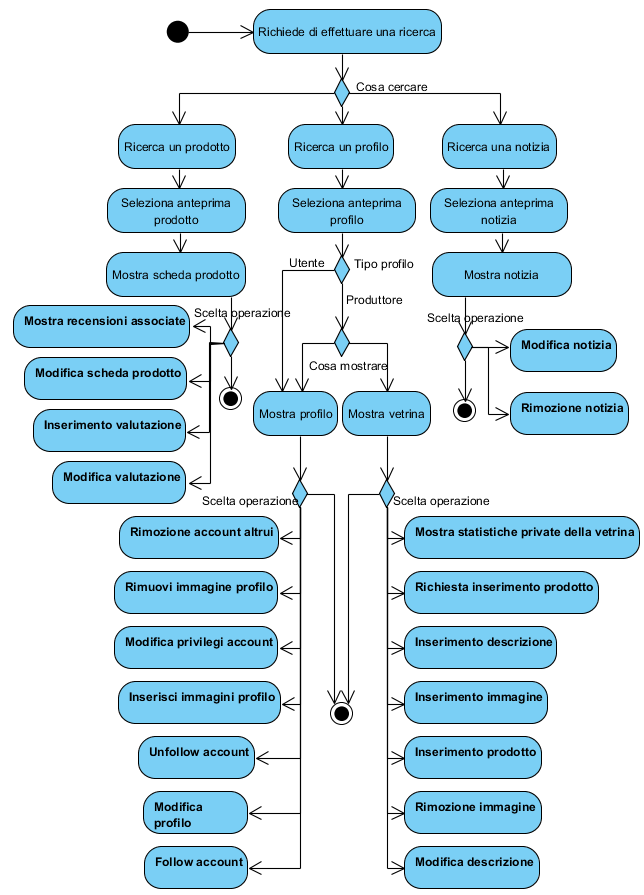 Richiede di effettuare una ricerca
Cosa cercare
Ricerca un prodotto
Ricerca un profilo
Ricerca una notizia
Seleziona anteprima
prodotto
Seleziona anteprima
profilo
Seleziona anteprima
notizia
Utente
Tipo profilo
Mostra scheda prodotto
Mostra notizia
Produttore
Scelta operazione
Scelta operazione
Mostra recensioni associate
Modifica notizia
Cosa mostrare
Modifica scheda prodotto
Rimozione notizia
Mostra profilo
Mostra vetrina
Inserimento valutazione
Modifica valutazione
Scelta operazione
Scelta operazione
Rimozione account altrui
Mostra statistiche private della vetrina
Rimuovi immagine profilo
Richiesta inserimento prodotto
Modifica privilegi account
Inserimento descrizione
Inserisci immagini profilo
Inserimento immagine
Unfollow account
Inserimento prodotto
Modifica
profilo
Rimozione immagine
Follow account
Modifica descrizione